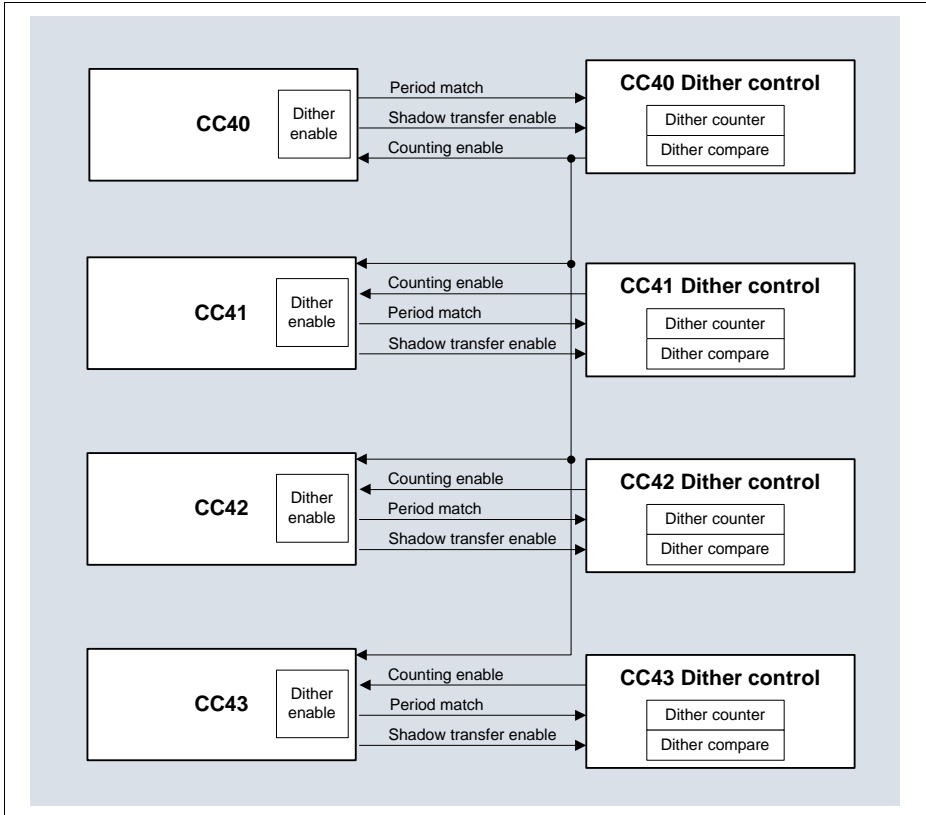 CC40
Dither
enable
Period match
Shadow transfer enable
Counting enable
CC40 Dither control
Dither counter
Dither compare
CC41
Dither
enable
Counting enable
Period match
Shadow transfer enable
CC41 Dither control
Dither counter
Dither compare
CC42
Dither
enable
Counting enable
Period match
Shadow transfer enable
CC42 Dither control
Dither counter
Dither compare
CC43
Dither
enable
Counting enable
Period match
Shadow transfer enable
CC43 Dither control
Dither counter
Dither compare